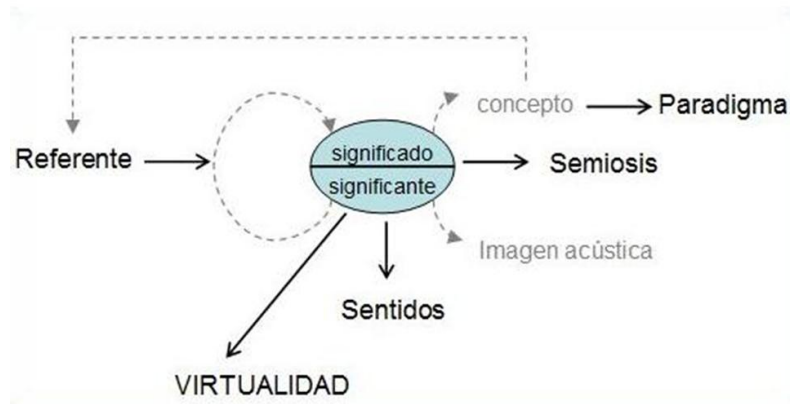 concepto
Paradigma
Referente
significado
significante
Semiosis
Imagen acústica
Sentidos
VIRTUALIDAD